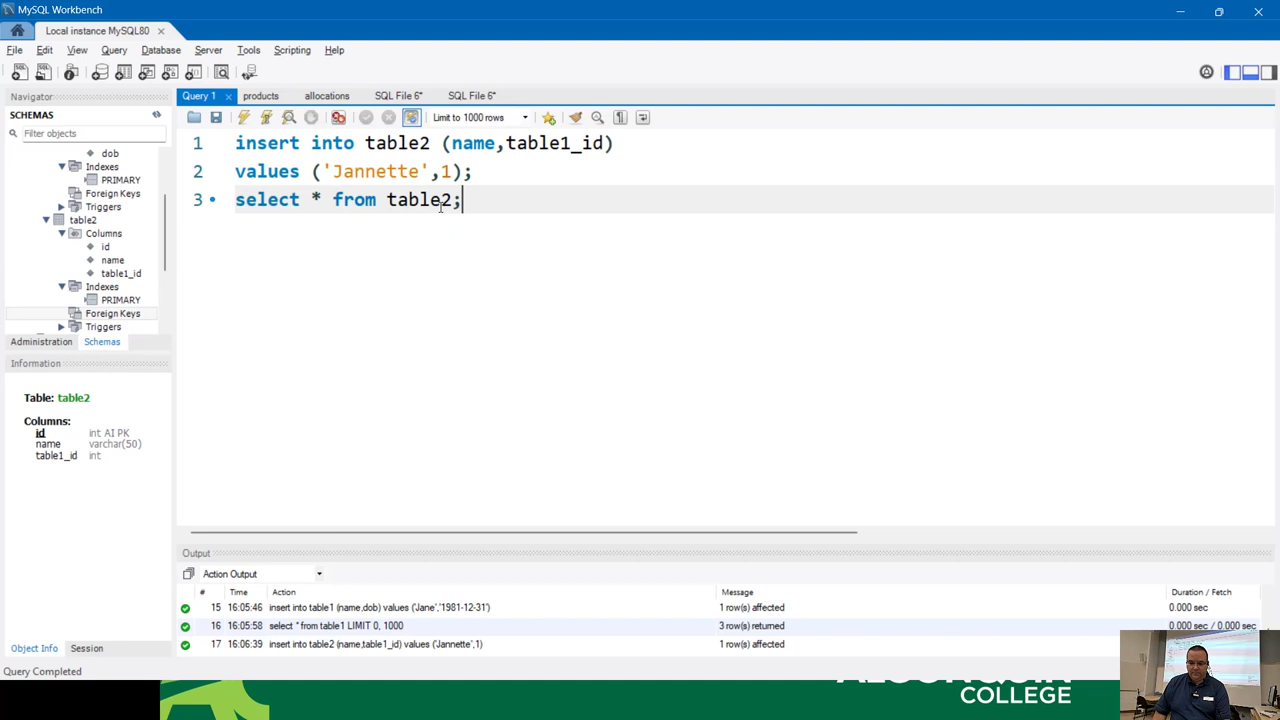 MySQL Workbench
Local instance MySQL80
File Edit View Query Database Server Tools Scripting Help
Navigator
SCHEMAS
Filter objects
dob
Indexes
PRIMARY
Foreign Keys
Triggers
table2
Columns
id
name
table1_id
Indexes
PRIMARY
Foreign Keys
Triggers
Administration Schemas
Information
Table: table2
Columns:
id int AI PK
name varchar(50)
table1_id int
Object Info Session
Query Completed
Query 1 products allocations SQL File 6* SQL File 6*
Limit to 1000 rows
1 insert into table2 (name,table1_id)
2 values ('Jannette',1);
3 select * from table2;
Output
Action Output
# Time Action Message Duration / Fetch
15 16:05:46 insert into table1 (name,dob) values ('Jane','1981-12-31') 1 row(s) affected 0.000 sec
16 16:05:58 select * from table1 LIMIT 0, 1000 3 row(s) returned 0.000 sec / 0.000 sec
17 16:06:39 insert into table2 (name,table1_id) values ('Jannette',1) 1 row(s) affected
COLLEGE